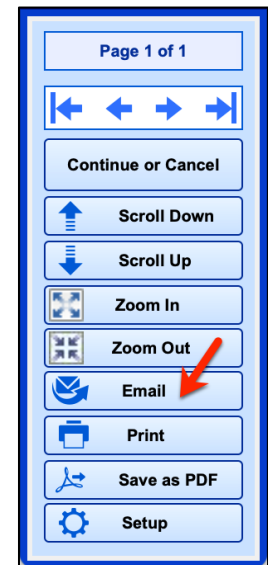 Page 1 of 1
Continue or Cancel
Scroll Down
Scroll Up
Zoom In
Zoom Out
Email
Print
Save as PDF
Setup